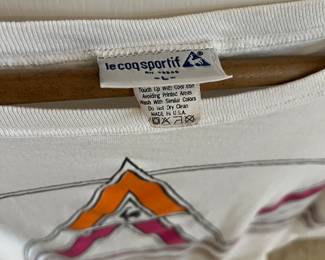 le coq sportif
- L -
Touch Up With Cool Iron
Avoiding Printed Areas
Wash With Similar Colors
Do Not Dry Clean
MADE IN U.S.A.